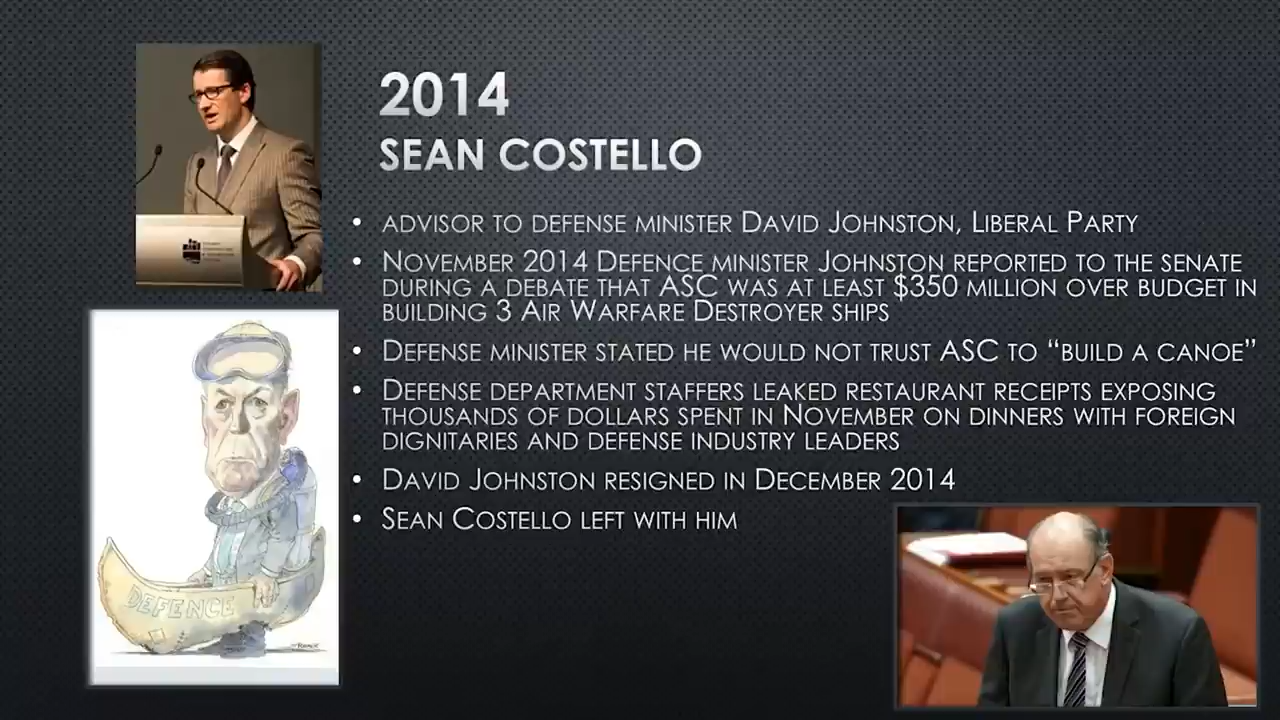 2014
SEAN COSTELLO
• ADVISOR TO DEFENSE MINISTER DAVID JOHNSTON, LIBERAL PARTY
• NOVEMBER 2014 DEFENCE MINISTER JOHNSTON REPORTED TO THE SENATE
DURING A DEBATE THAT ASC WAS AT LEAST $350 MILLION OVER BUDGET IN
BUILDING 3 AIR WARFARE DESTROYER SHIPS
• DEFENSE MINISTER STATED HE WOULD NOT TRUST ASC TO “BUILD A CANOE”
• DEFENSE DEPARTMENT STAFFERS LEAKED RESTAURANT RECEIPTS EXPOSING
THOUSANDS OF DOLLARS SPENT IN NOVEMBER ON DINNERS WITH FOREIGN
DIGNITARIES AND DEFENSE INDUSTRY LEADERS
• DAVID JOHNSTON RESIGNED IN DECEMBER 2014
• SEAN COSTELLO LEFT WITH HIM
DEFENCE